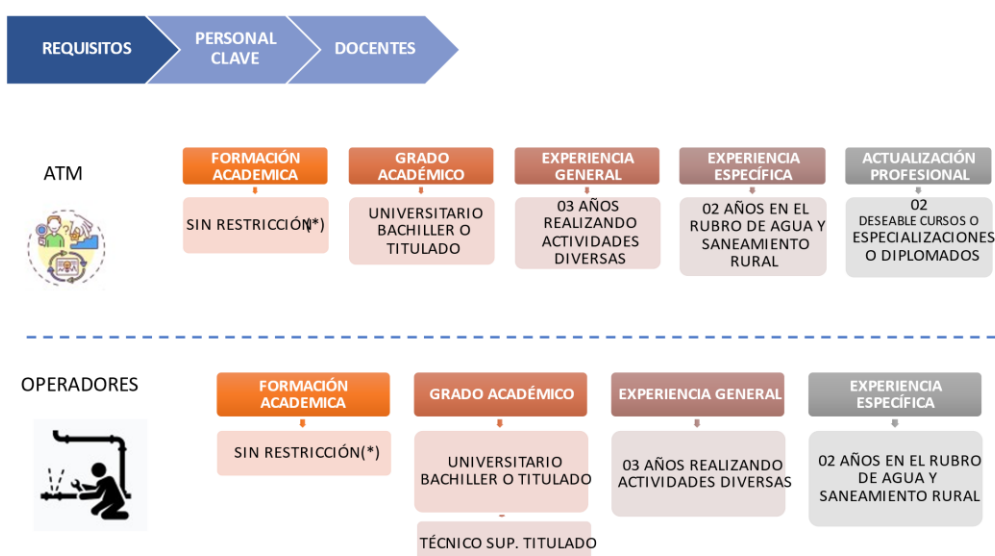 REQUISITOS
PERSONAL
CLAVE
DOCENTES
ATM
FORMACIÓN
ACADEMICA
SIN RESTRICCIÓN(*)
GRADO
ACADÉMICO
UNIVERSITARIO
BACHILLER O
TITULADO
EXPERIENCIA
GENERAL
03 AÑOS
REALIZANDO
ACTIVIDADES
DIVERSAS
EXPERIENCIA
ESPECÍFICA
02 AÑOS EN EL
RUBRO DE AGUA Y
SANEAMIENTO
RURAL
ACTUALIZACIÓN
PROFESIONAL
02
DESEABLE CURSOS O
ESPECIALIZACIONES
O DIPLOMADOS
OPERADORES
FORMACIÓN
ACADEMICA
SIN RESTRICCIÓN(*)
GRADO ACADÉMICO
UNIVERSITARIO
BACHILLER O TITULADO
TÉCNICO SUP. TITULADO
EXPERIENCIA GENERAL
03 AÑOS REALIZANDO
ACTIVIDADES DIVERSAS
EXPERIENCIA
ESPECÍFICA
02 AÑOS EN EL RUBRO
DE AGUA Y
SANEAMIENTO RURAL